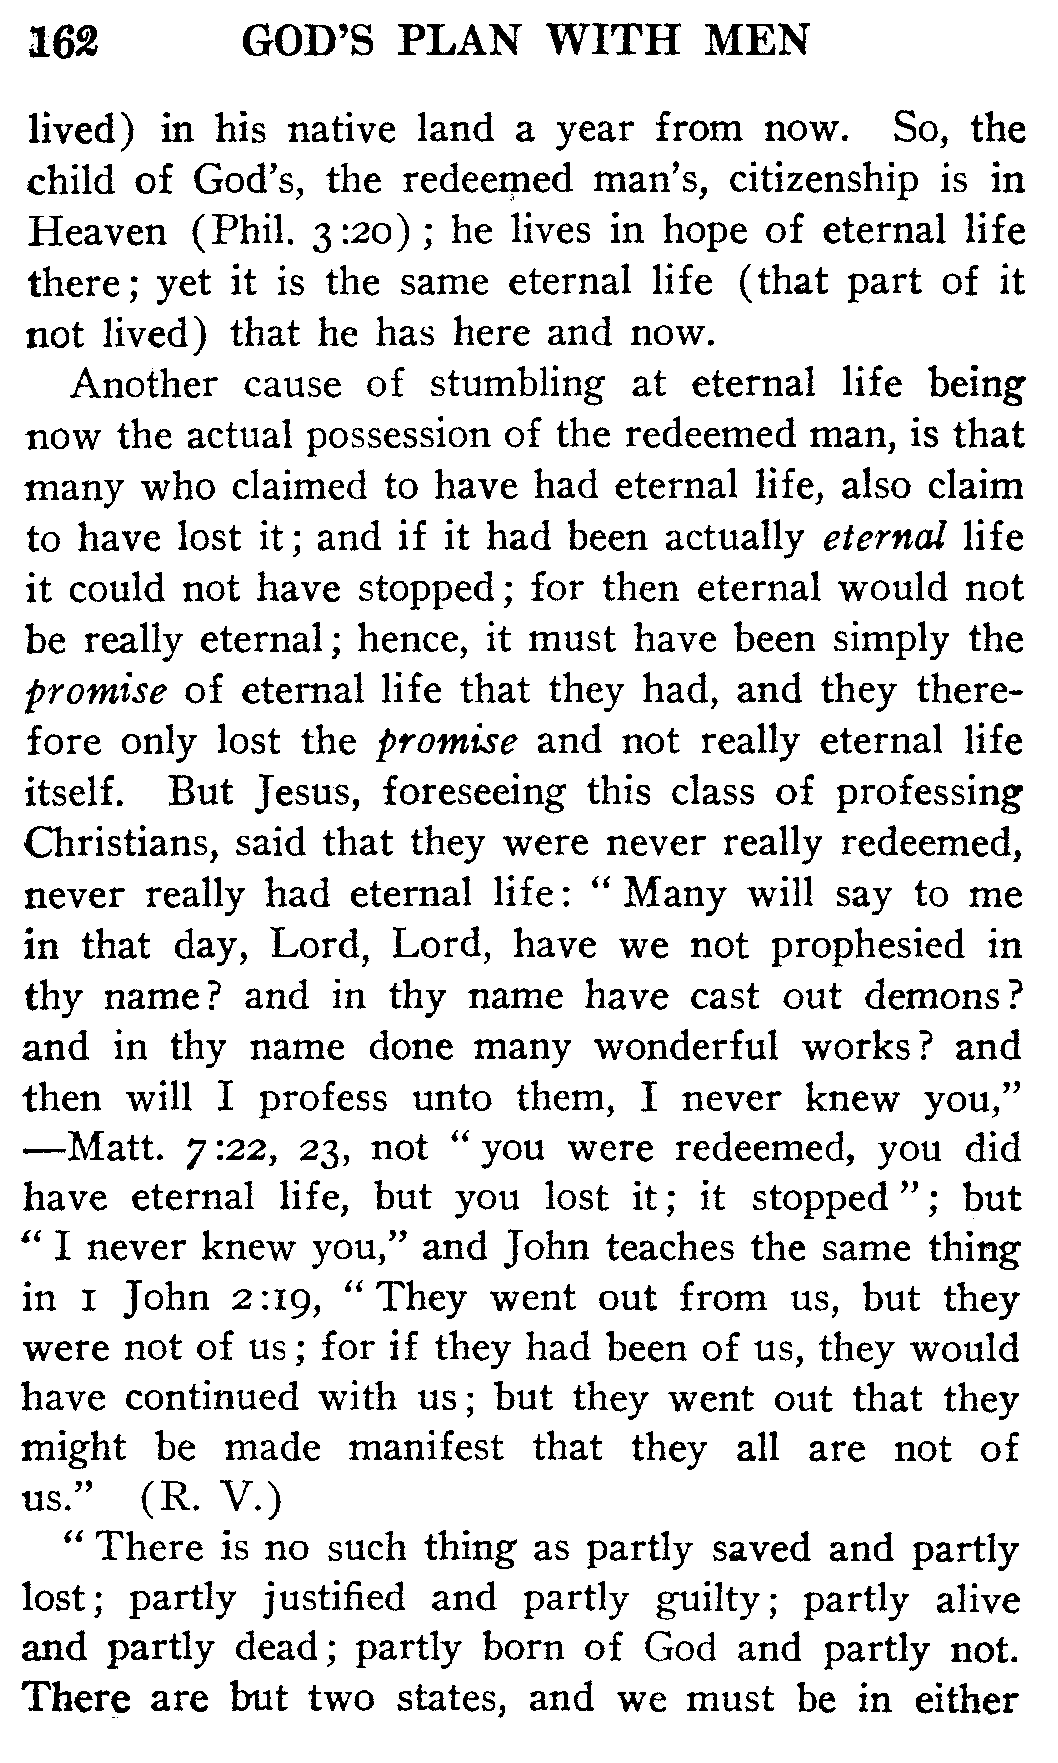 162 GOD'S PLAN WITH MEN
lived) in his native land a year from now. So, the
child of God's, the redeemed man's, citizenship is in
Heaven (Phil. 3:20); he lives in hope of eternal life
there; yet it is the same eternal life (that part of it
not lived) that he has here and now.
Another cause of stumbling at eternal life being
now the actual possession of the redeemed man, is that
many who claimed to have had eternal life, also claim
to have lost it; and if it had been actually eternal life
it could not have stopped; for then eternal would not
be really eternal; hence, it must have been simply the
promise of eternal life that they had, and they there-
fore only lost the promise and not really eternal life
itself. But Jesus, foreseeing this class of professing
Christians, said that they were never really redeemed,
never really had eternal life: "Many will say to me
in that day, Lord, Lord, have we not prophesied in
thy name? and in thy name have cast out demons?
and in thy name done many wonderful works? and
then will I profess unto them, I never knew you,"
—Matt. 7:22, 23, not "you were redeemed, you did
have eternal life, but you lost it; it stopped"; but
"I never knew you," and John teaches the same thing
in 1 John 2:19, "They went out from us, but they
were not of us; for if they had been of us, they would
have continued with us; but they went out that they
might be made manifest that they all are not of
us." (R. V.)
"There is no such thing as partly saved and partly
lost; partly justified and partly guilty; partly alive
and partly dead; partly born of God and partly not.
There are but two states, and we must be in either